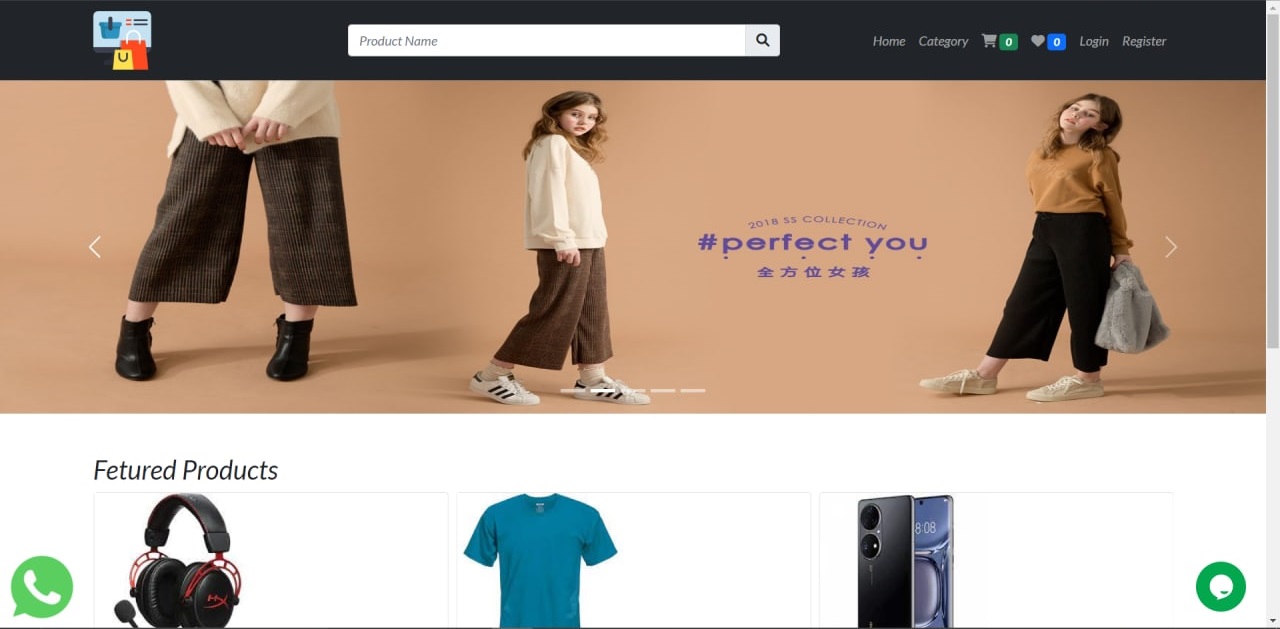 Product Name
Home Category 0 0 Login Register
2018 SS COLLECTION
#perfect you
全方位女孩
Fetured Products
8:08